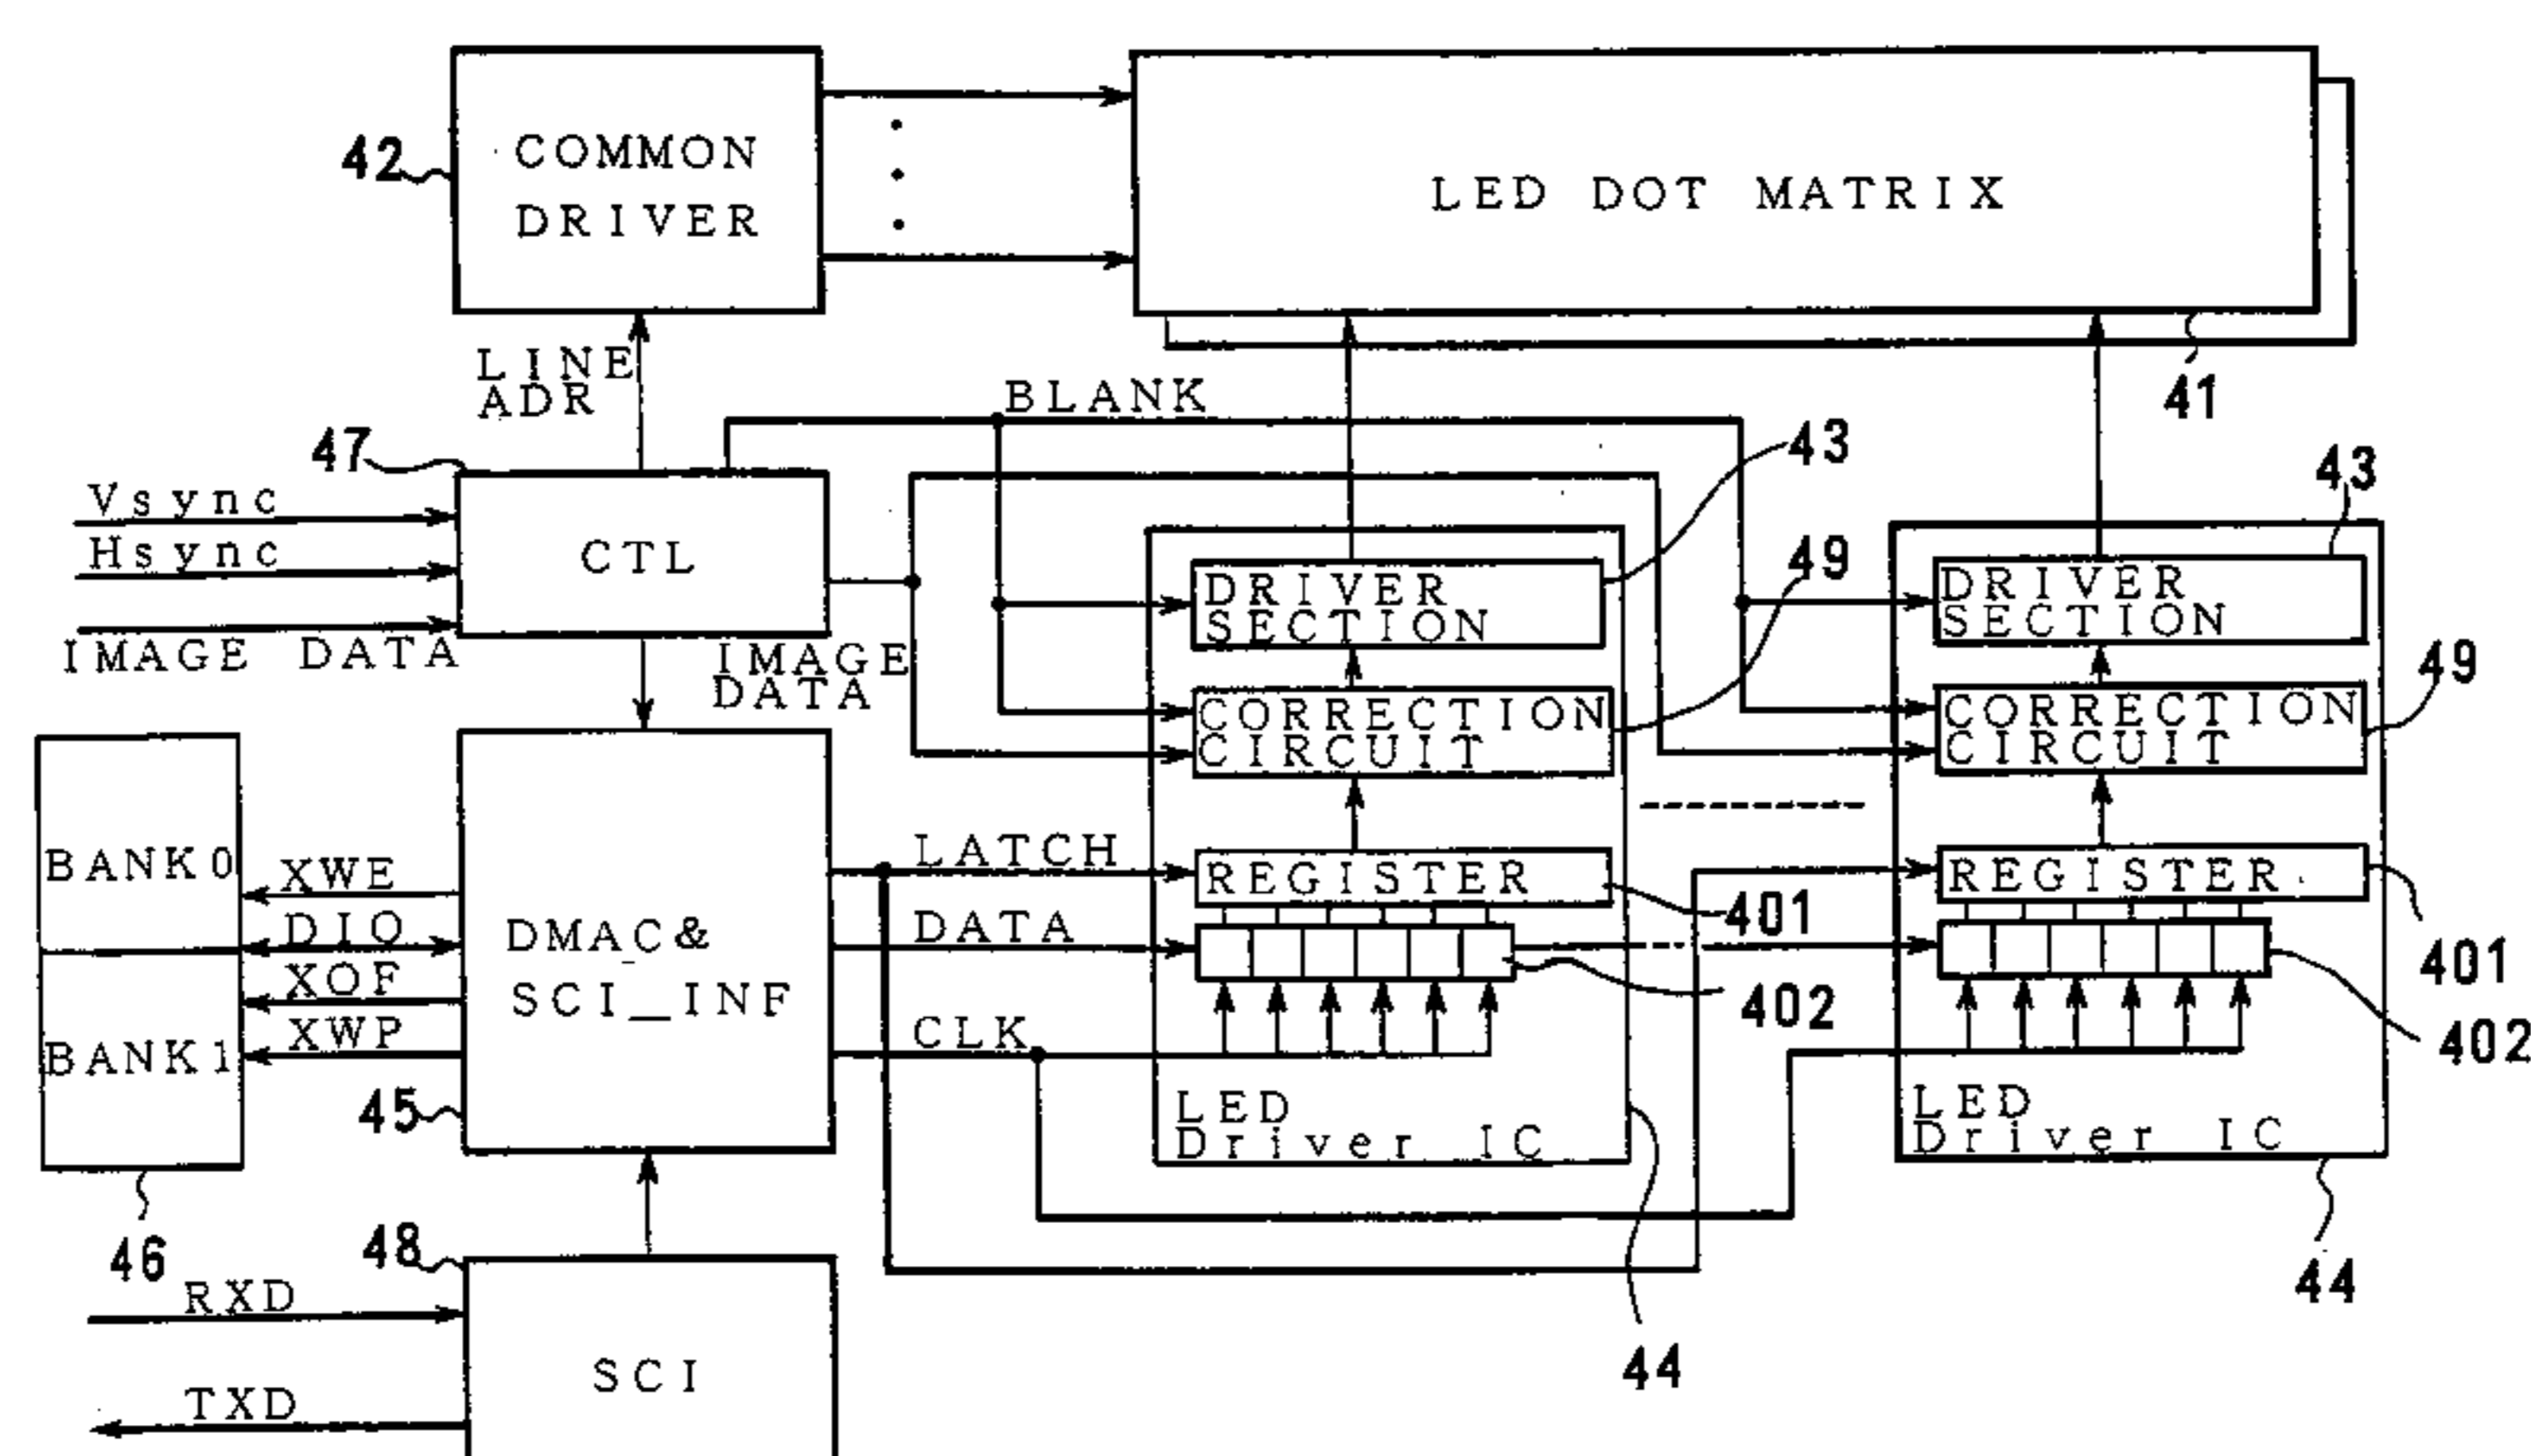 COMMON
DRIVER
42
LED DOT MATRIX
41
LINE
ADR
BLANK
47
Vsync
Hsync
IMAGE DATA
CTL
IMAGE
DATA
43
DRIVER
SECTION
49
CORRECTION
CIRCUIT
43
DRIVER
SECTION
49
CORRECTION
CIRCUIT
BANK0
BANK1
46
XWE
DIO
XOF
XWP
DMAC&
SCI_INF
45
LATCH
DATA
CLK
REGISTER
401
402
LED
Driver IC
44
REGISTER
401
402
LED
Driver IC
44
48
RXD
TXD
SCI